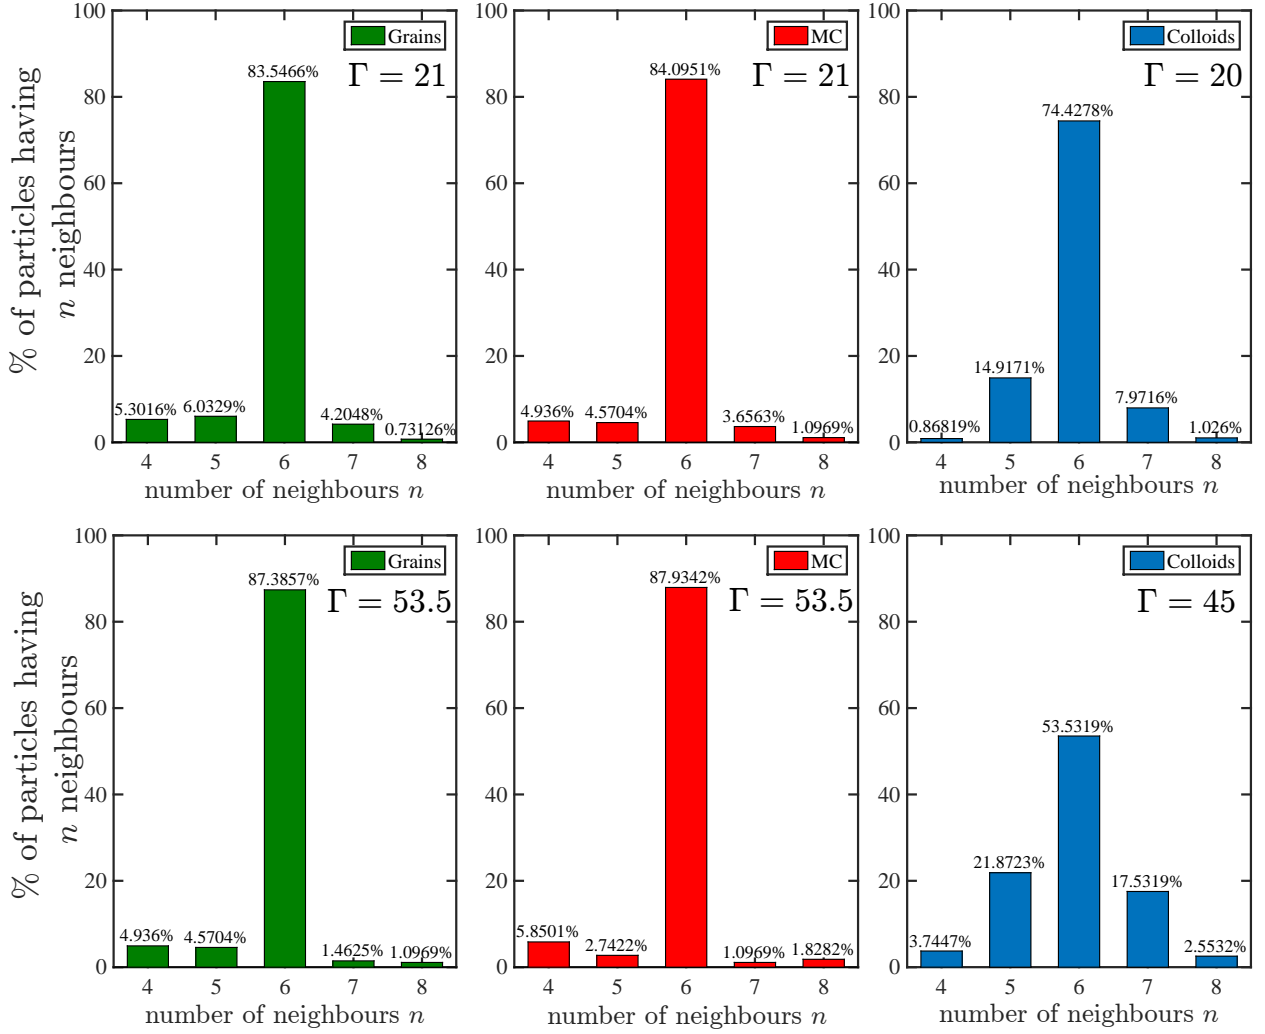 % of particles having
n neighbours
100
80
60
40
20
0
Grains
Γ = 21
83.5466%
5.3016%
6.0329%
4.2048%
0.73126%
4 5 6 7 8
number of neighbours n
100
80
60
40
20
0
MC
Γ = 21
84.0951%
4.936%
4.5704%
3.6563%
1.0969%
4 5 6 7 8
number of neighbours n
100
80
60
40
20
0
Colloids
Γ = 20
74.4278%
0.86819%
14.9171%
7.9716%
1.026%
4 5 6 7 8
number of neighbours n
% of particles having
n neighbours
100
80
60
40
20
0
Grains
Γ = 53.5
87.3857%
4.936%
4.5704%
1.4625%
1.0969%
4 5 6 7 8
number of neighbours n
100
80
60
40
20
0
MC
Γ = 53.5
87.9342%
5.8501%
2.7422%
1.0969%
1.8282%
4 5 6 7 8
number of neighbours n
100
80
60
40
20
0
Colloids
Γ = 45
53.5319%
3.7447%
21.8723%
17.5319%
2.5532%
4 5 6 7 8
number of neighbours n